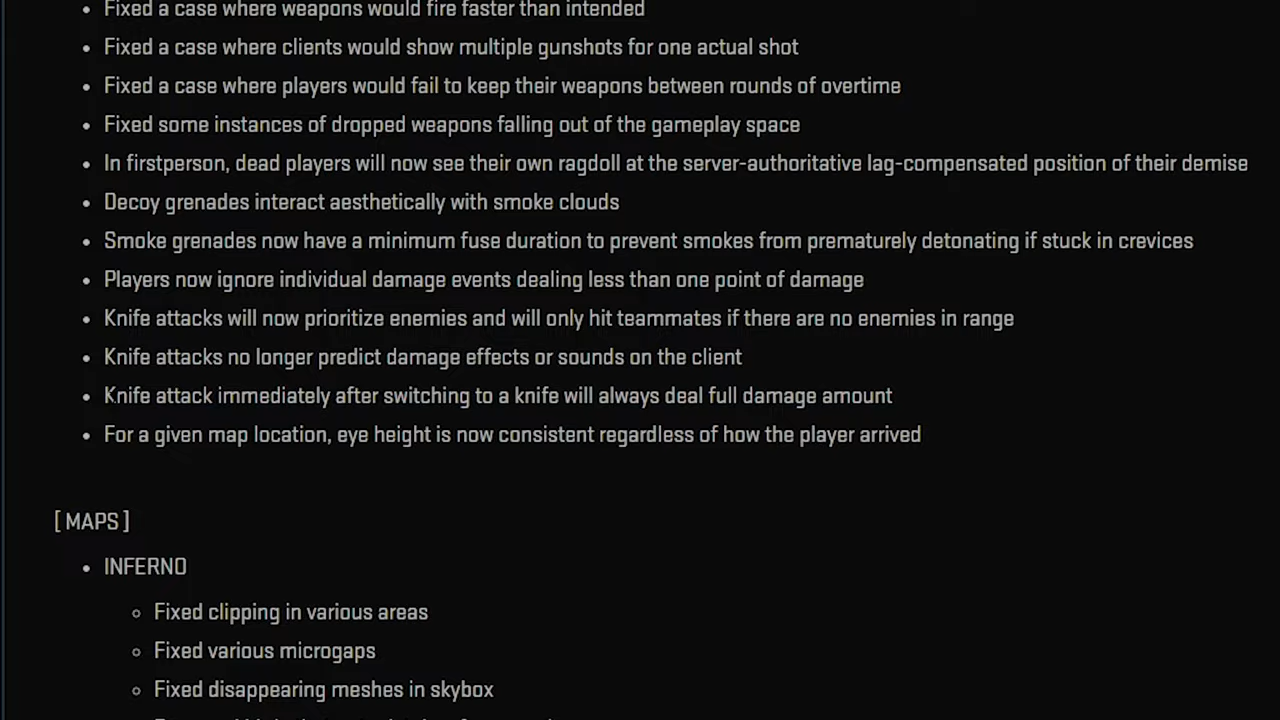 Fixed a case where weapons would fire faster than intended
Fixed a case where clients would show multiple gunshots for one actual shot
Fixed a case where players would fail to keep their weapons between rounds of overtime
Fixed some instances of dropped weapons falling out of the gameplay space
In firstperson, dead players will now see their own ragdoll at the server-authoritative lag-compensated position of their demise
Decoy grenades interact aesthetically with smoke clouds
Smoke grenades now have a minimum fuse duration to prevent smokes from prematurely detonating if stuck in crevices
Players now ignore individual damage events dealing less than one point of damage
Knife attacks will now prioritize enemies and will only hit teammates if there are no enemies in range
Knife attacks no longer predict damage effects or sounds on the client
Knife attack immediately after switching to a knife will always deal full damage amount
For a given map location, eye height is now consistent regardless of how the player arrived
[ MAPS ]
INFERNO
Fixed clipping in various areas
Fixed various microgaps
Fixed disappearing meshes in skybox